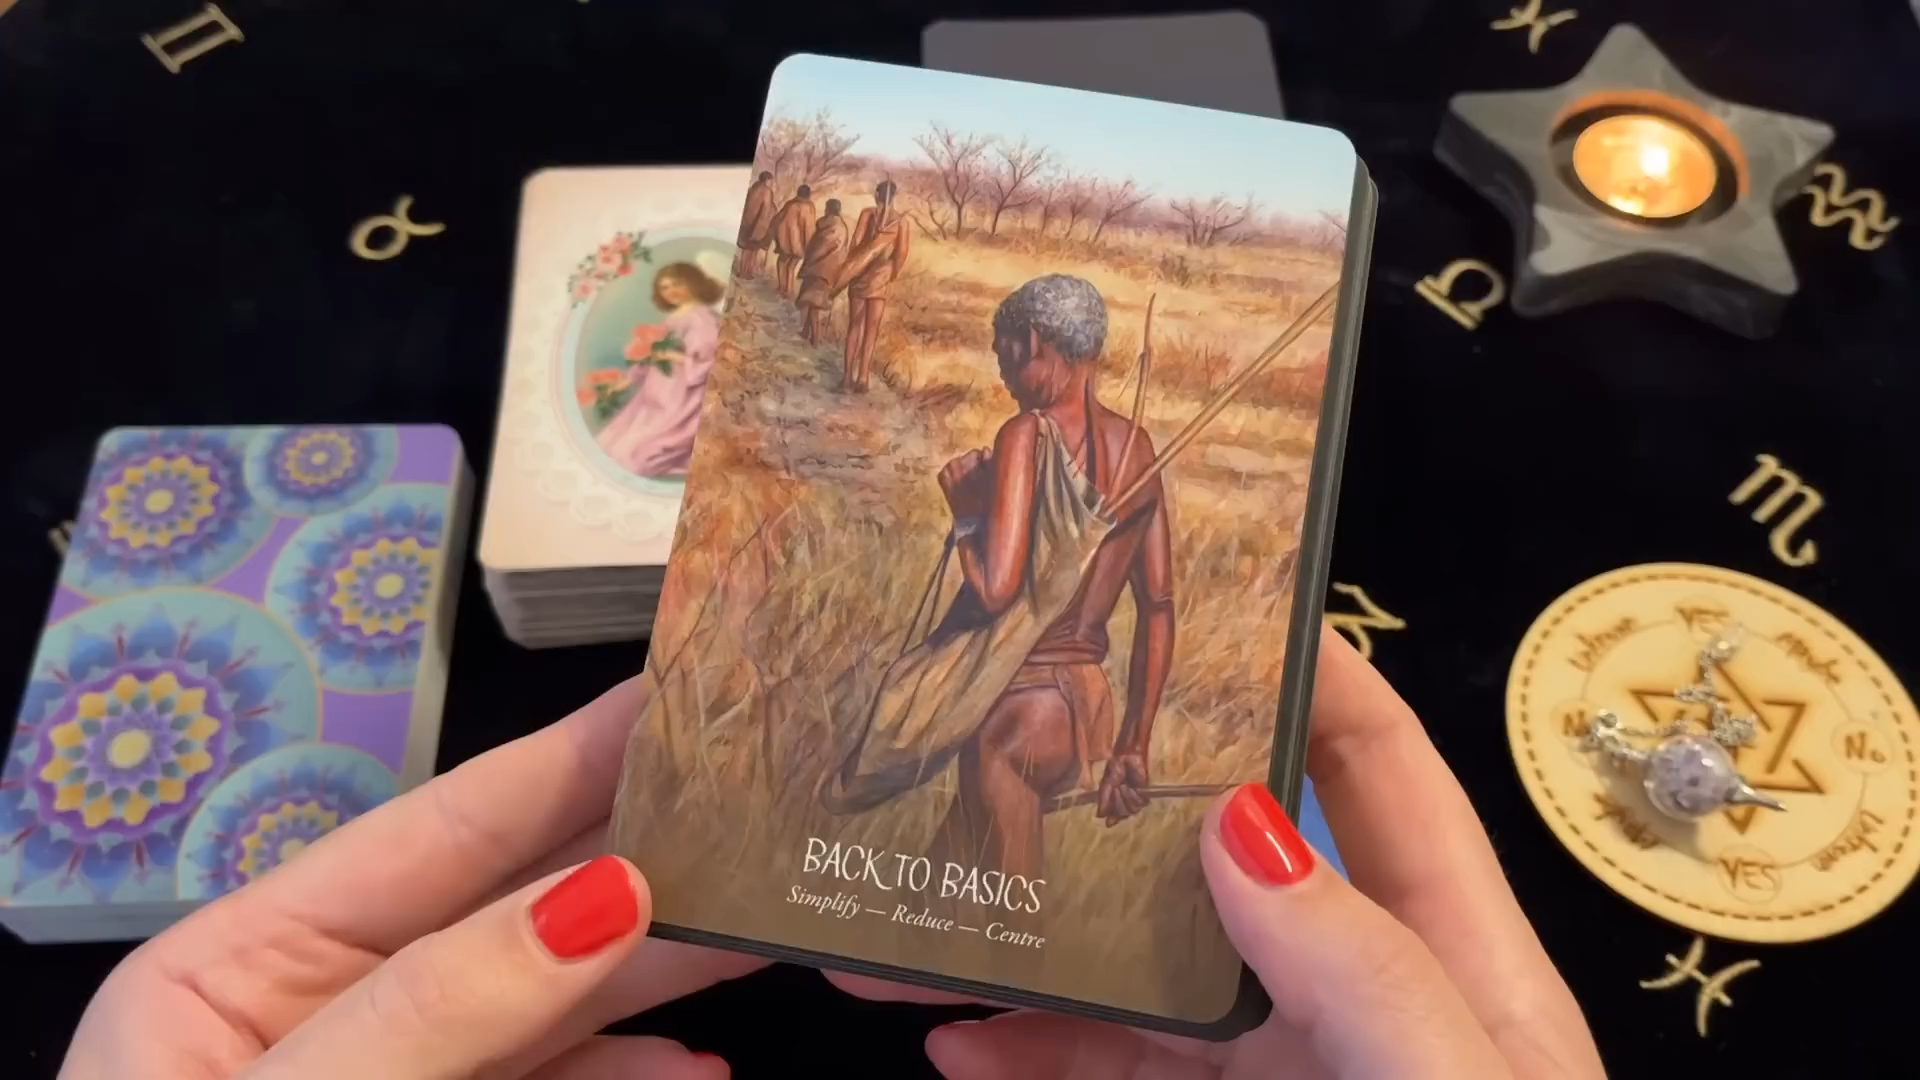 BACK TO BASICS
Simplify — Reduce — Centre
YES
No
YES